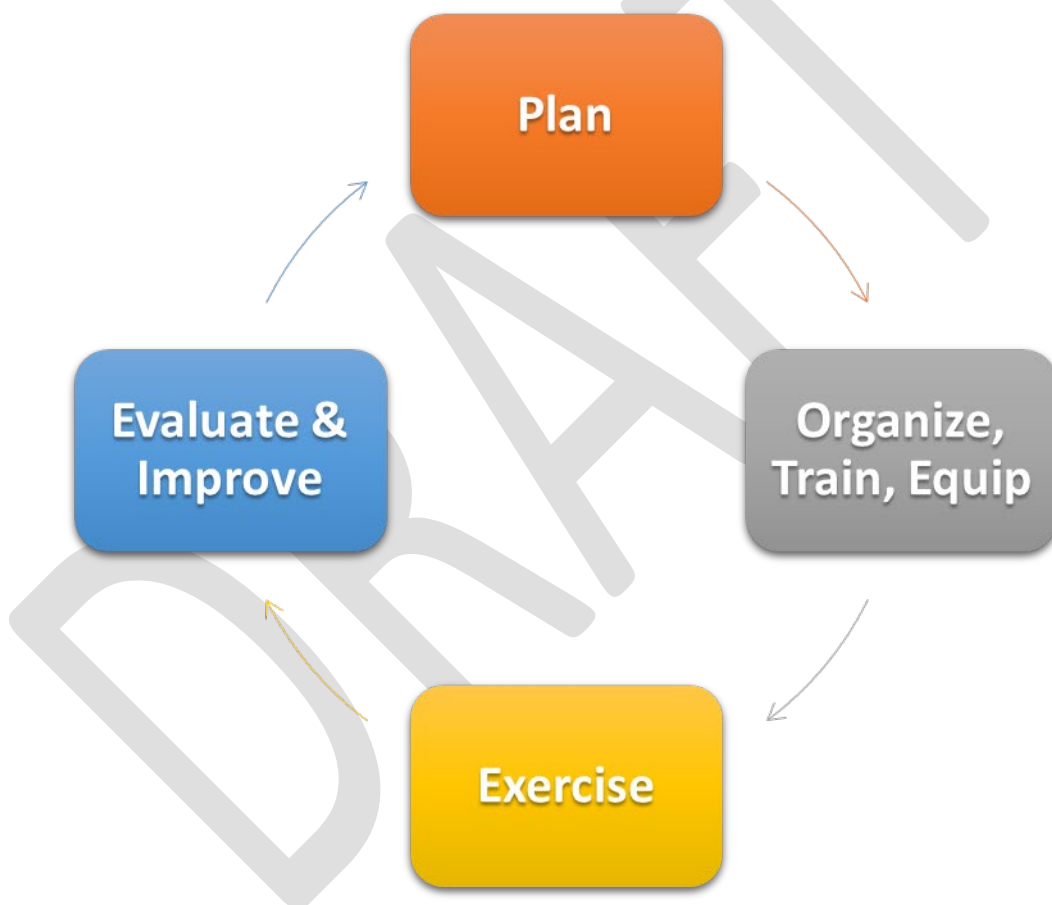 Plan
Evaluate &
Improve
Organize,
Train, Equip
Exercise
DRAFT